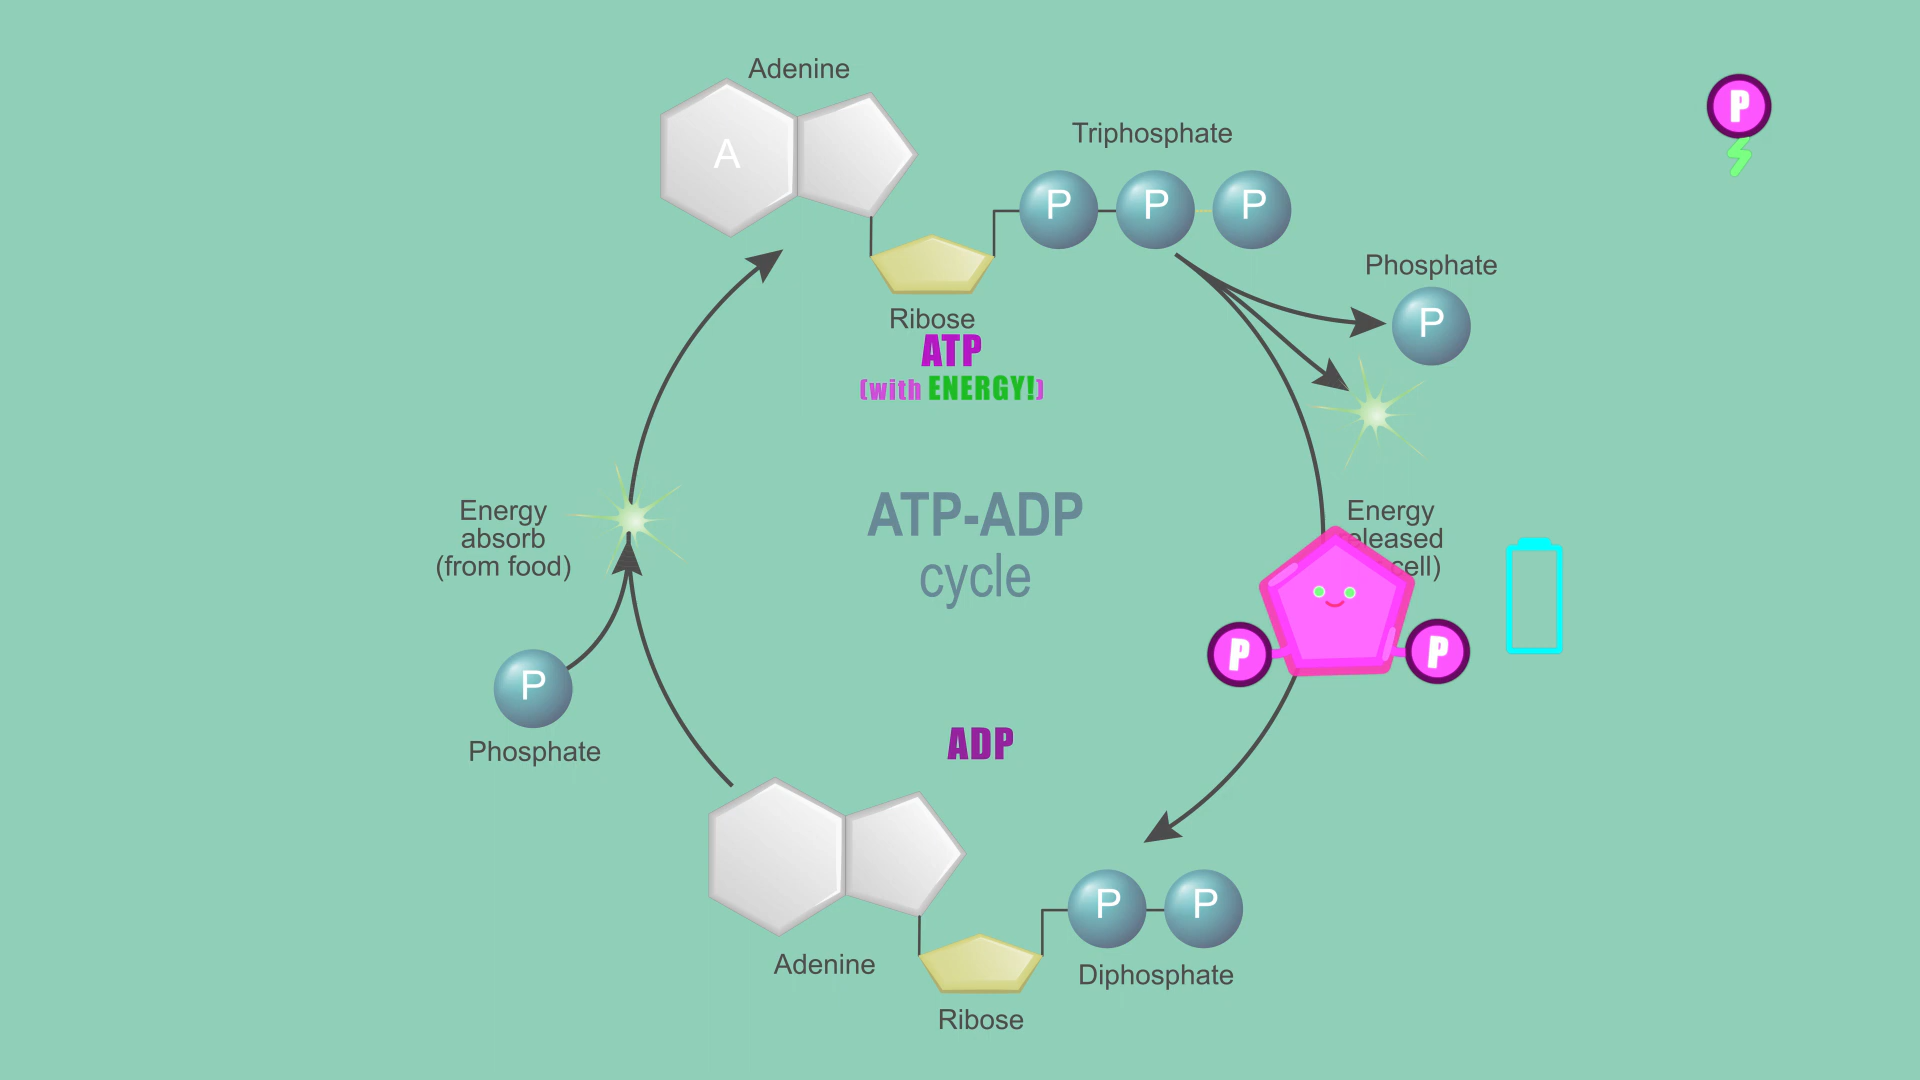 Adenine
A
Triphosphate
P P P
P
Phosphate
P
Ribose
ATP
(with ENERGY!)
Energy
absorb
(from food)
ATP-ADP
cycle
Energy
eleased
cell)
P
P
P
Phosphate
ADP
P P
Adenine
Diphosphate
Ribose